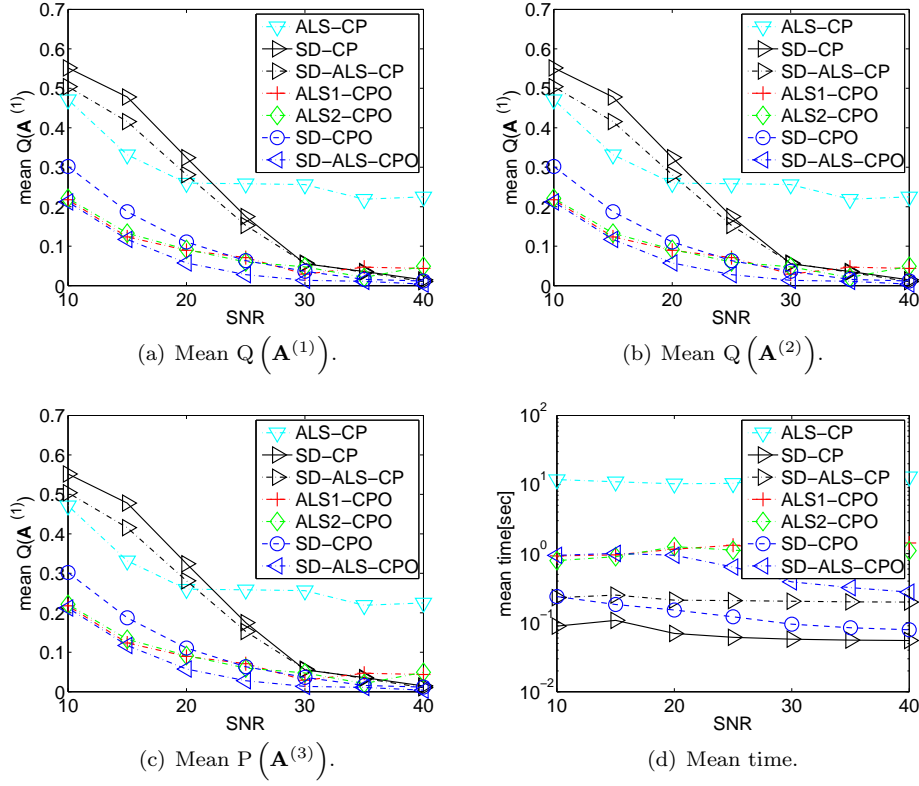 0.7
0.6
0.5
0.4
0.3
0.2
0.1
0
mean Q(A (1))
10 20 30 40
SNR
ALS−CP
SD−CP
SD−ALS−CP
ALS1−CPO
ALS2−CPO
SD−CPO
SD−ALS−CPO
(a) Mean Q(A(1)).
0.7
0.6
0.5
0.4
0.3
0.2
0.1
0
mean Q(A (1))
10 20 30 40
SNR
ALS−CP
SD−CP
SD−ALS−CP
ALS1−CPO
ALS2−CPO
SD−CPO
SD−ALS−CPO
(b) Mean Q(A(2)).
0.7
0.6
0.5
0.4
0.3
0.2
0.1
0
mean Q(A (1))
10 20 30 40
SNR
ALS−CP
SD−CP
SD−ALS−CP
ALS1−CPO
ALS2−CPO
SD−CPO
SD−ALS−CPO
(c) Mean P(A(3)).
10 2
10 1
10 0
10 −1
10 −2
mean time[sec]
10 20 30 40
SNR
ALS−CP
SD−CP
SD−ALS−CP
ALS1−CPO
ALS2−CPO
SD−CPO
SD−ALS−CPO
(d) Mean time.